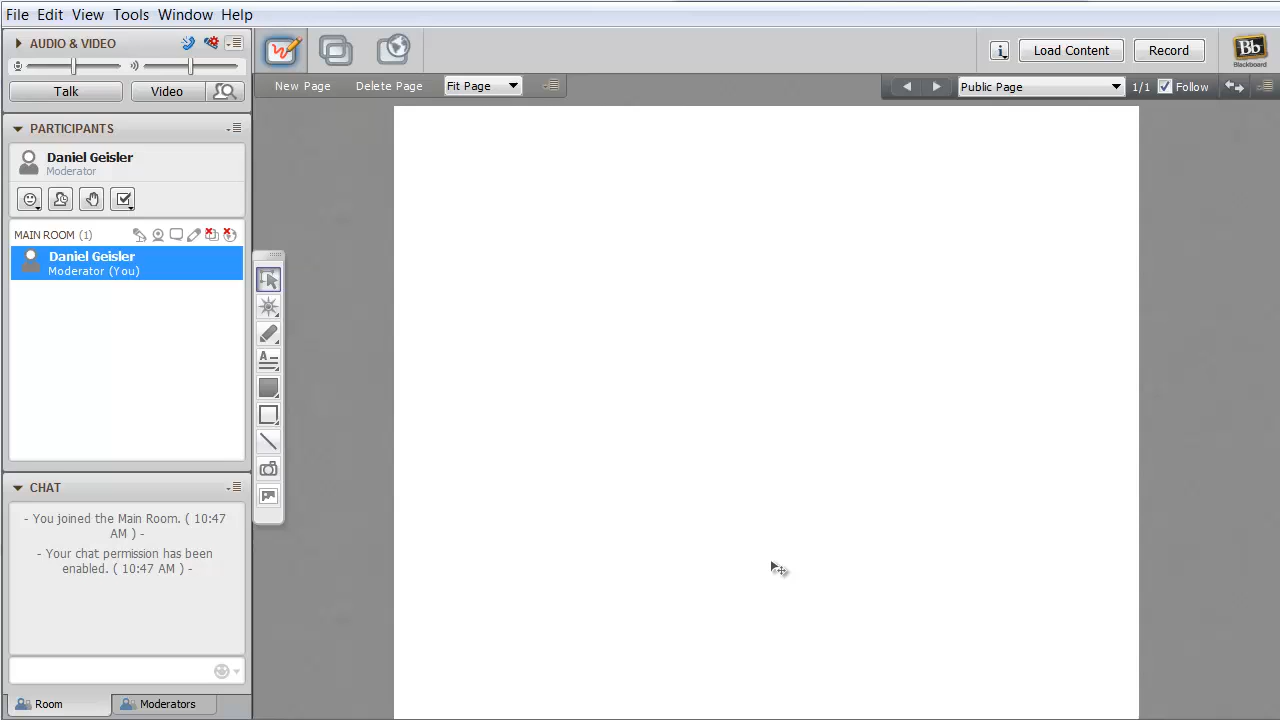 File Edit View Tools Window Help
AUDIO & VIDEO
Talk Video
PARTICIPANTS
Daniel Geisler
Moderator
MAIN ROOM (1)
Daniel Geisler
Moderator (You)
CHAT
- You joined the Main Room. ( 10:47
AM ) -
- Your chat permission has been
enabled. ( 10:47 AM ) -
Room Moderators
Load Content Record
Bb
Blackboard
New Page Delete Page Fit Page
Public Page 1/1 Follow